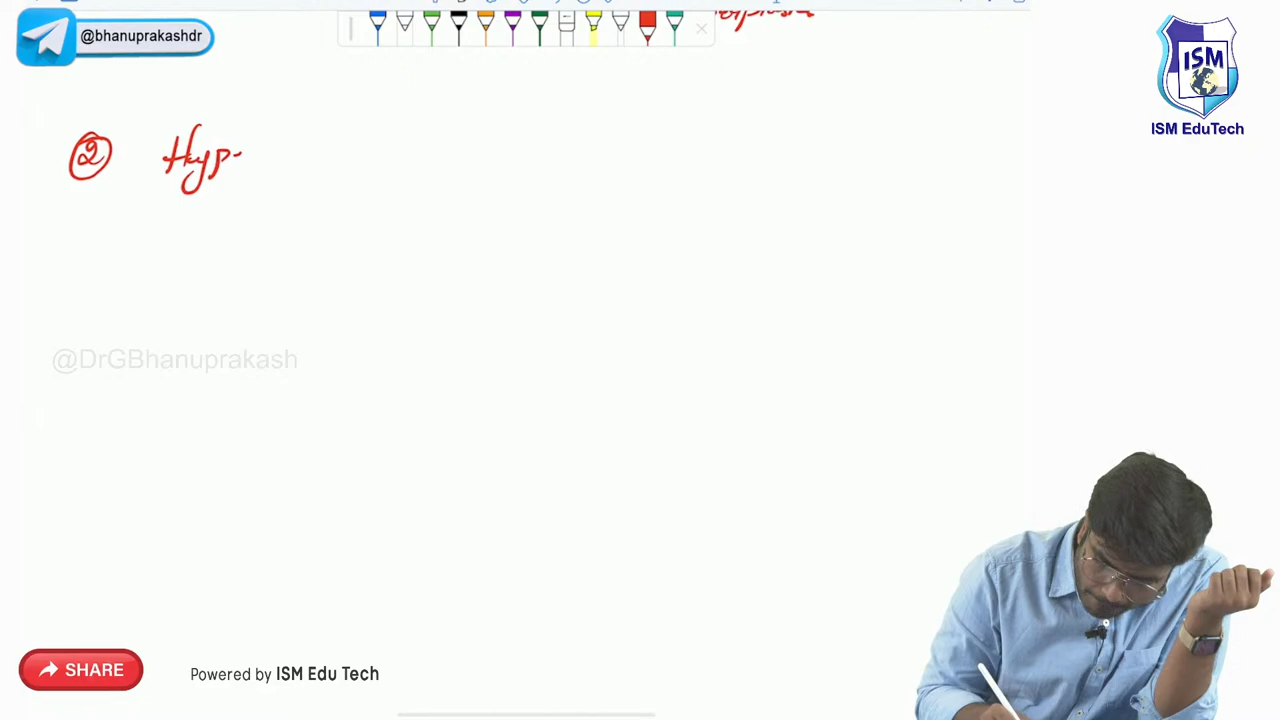 @bhanuprakashdr
ISM
ISM EduTech
② Hyp-
@DrGBhanuprakash
SHARE
Powered by ISM Edu Tech